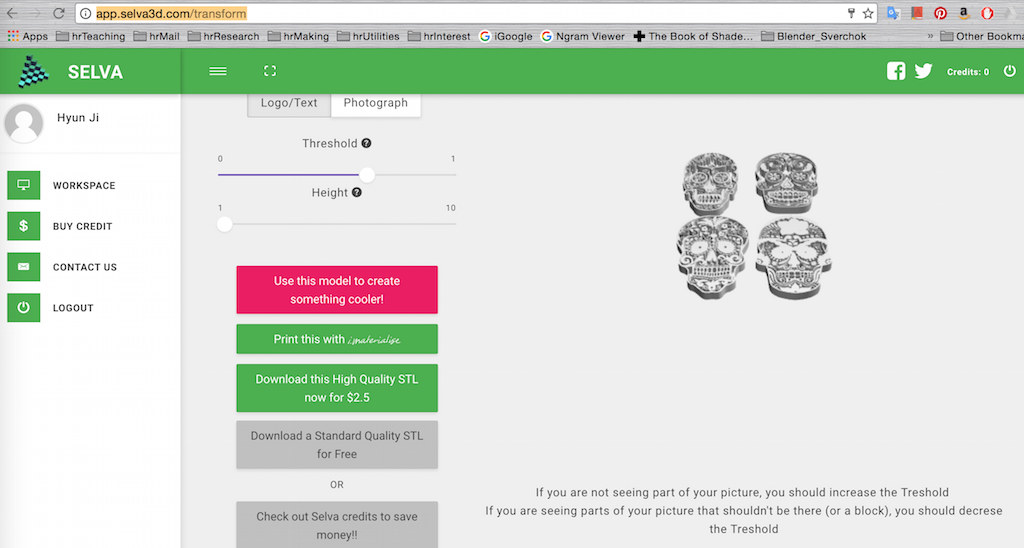 app.selva3d.com/transform
Apps hrTeaching hrMail hrResearch hrMaking hrUtilities hrInterest iGoogle Ngram Viewer The Book of Shade... Blender_Sverchok » Other Bookma
SELVA
Credits: 0
Hyun Ji
WORKSPACE
BUY CREDIT
CONTACT US
LOGOUT
Logo/Text Photograph
Threshold ?
0 1
Height ?
1 10
Use this model to create
something cooler!
Print this with i.materialise
Download this High Quality STL
now for $2.5
Download a Standard Quality STL
for Free
OR
Check out Selva credits to save
money!!
If you are not seeing part of your picture, you should increase the Treshold
If you are seeing parts of your picture that shouldn't be there (or a block), you should decrese
the Treshold